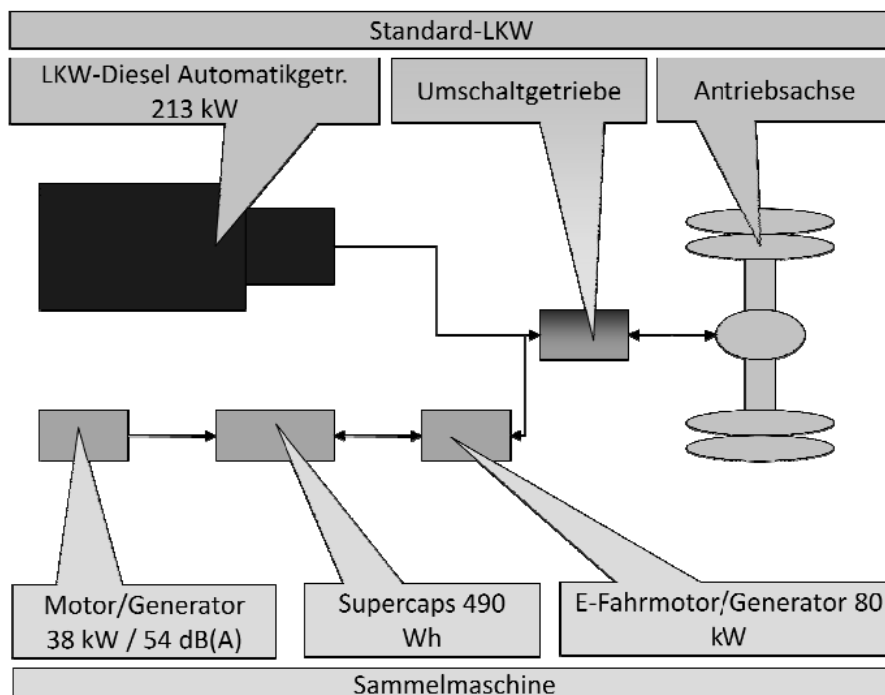 Standard-LKW
LKW-Diesel Automatikgetr.
213 kW
Umschaltgetriebe
Antriebsachse
Motor/Generator
38 kW / 54 dB(A)
Supercaps 490
Wh
E-Fahrmotor/Generator 80
kW
Sammelmaschine